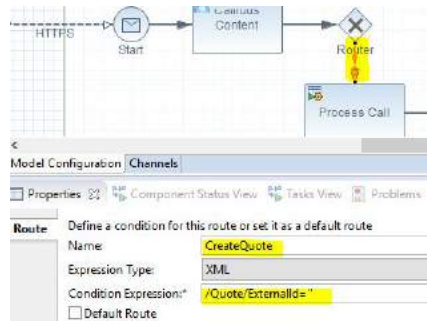 HTTPS
Start
Content
Router
Process Call
Model Configuration Channels
Properties Component Status View Tasks View Problems
Route Define a condition for this route or set it as a default route
Name: CreateQuote
Expression Type: XML
Condition Expression:* /Quote/ExternalId=''
Default Route